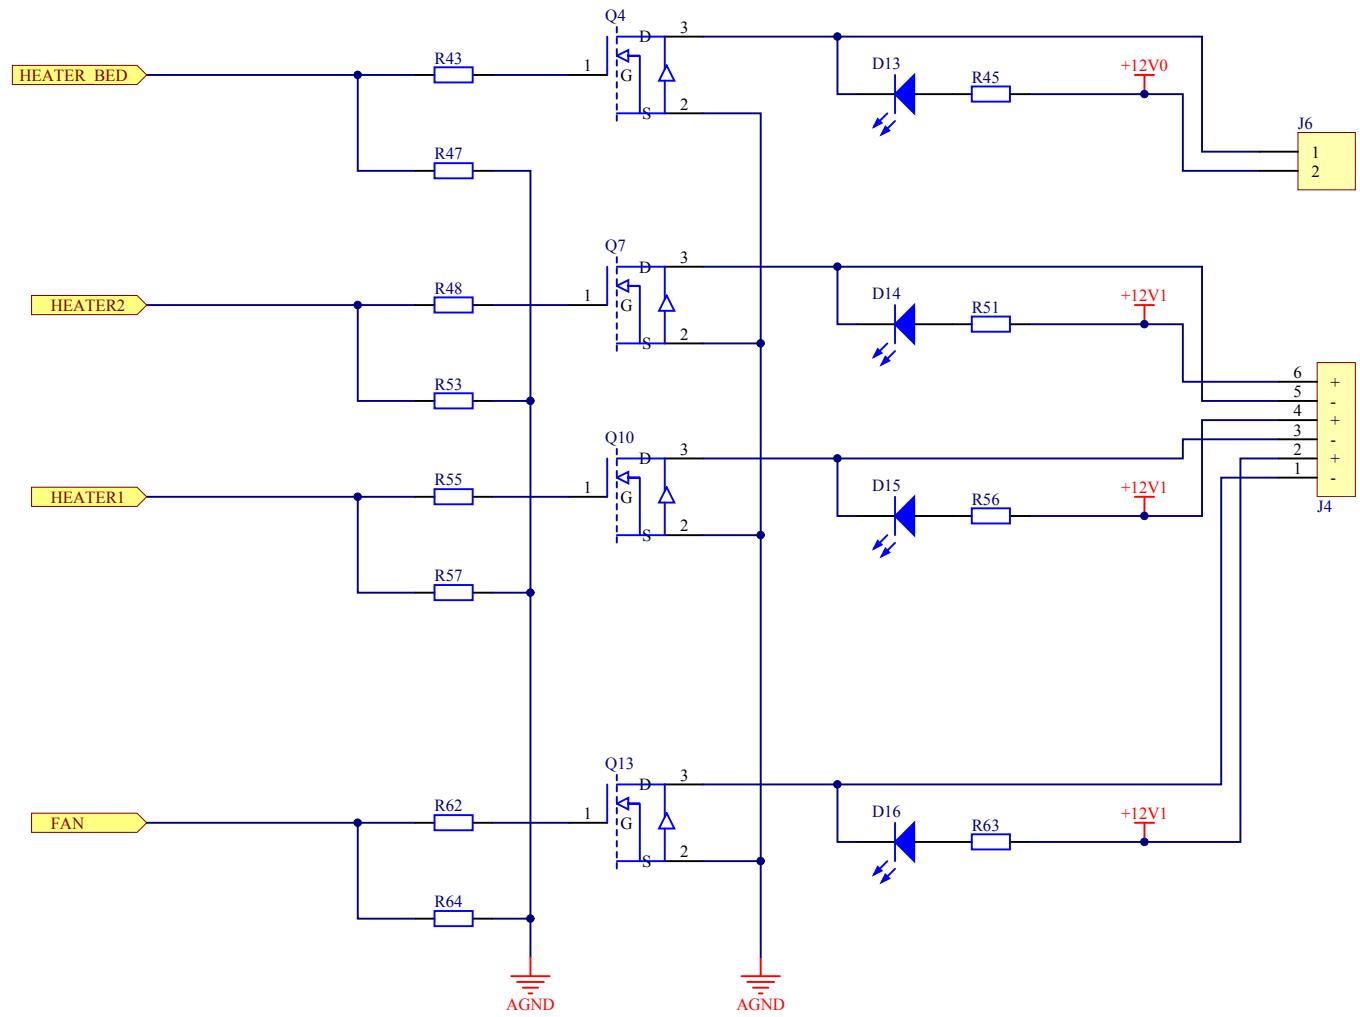 Q4
3
D
HEATER_BED
R43
1
G
D13
R45
+12V0
2
S
J6
1
2
R47
Q7
3
D
HEATER2
R48
1
G
D14
R51
+12V1
2
S
R53
6 +
5 -
4 +
3 -
2 +
1 -
J4
Q10
3
D
HEATER1
R55
1
G
D15
R56
+12V1
2
S
R57
Q13
3
D
FAN
R62
1
G
D16
R63
+12V1
2
S
R64
AGND
AGND